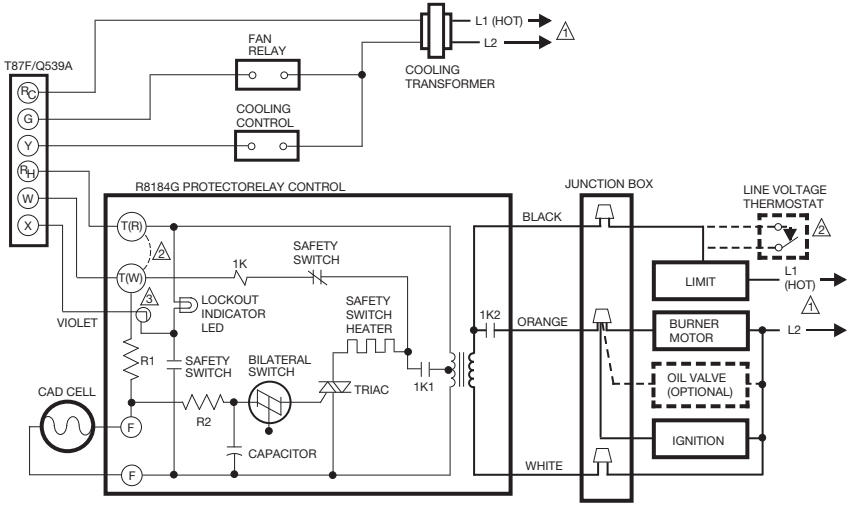 L1 (HOT)
1
L2
FAN
RELAY
T87F/Q539A
COOLING
TRANSFORMER
RC
G
COOLING
CONTROL
Y
RH
W
X
R8184G PROTECTORELAY CONTROL
JUNCTION BOX
LINE VOLTAGE
THERMOSTAT
T(R)
BLACK
2
2
SAFETY
SWITCH
1K
T(W)
LIMIT
L1
(HOT)
3
LOCKOUT
INDICATOR
LED
SAFETY
SWITCH
HEATER
1
VIOLET
1K2
ORANGE
BURNER
MOTOR
L2
R1
SAFETY
SWITCH
BILATERAL
SWITCH
1K1
TRIAC
OIL VALVE
(OPTIONAL)
CAD CELL
R2
F
IGNITION
CAPACITOR
F
WHITE